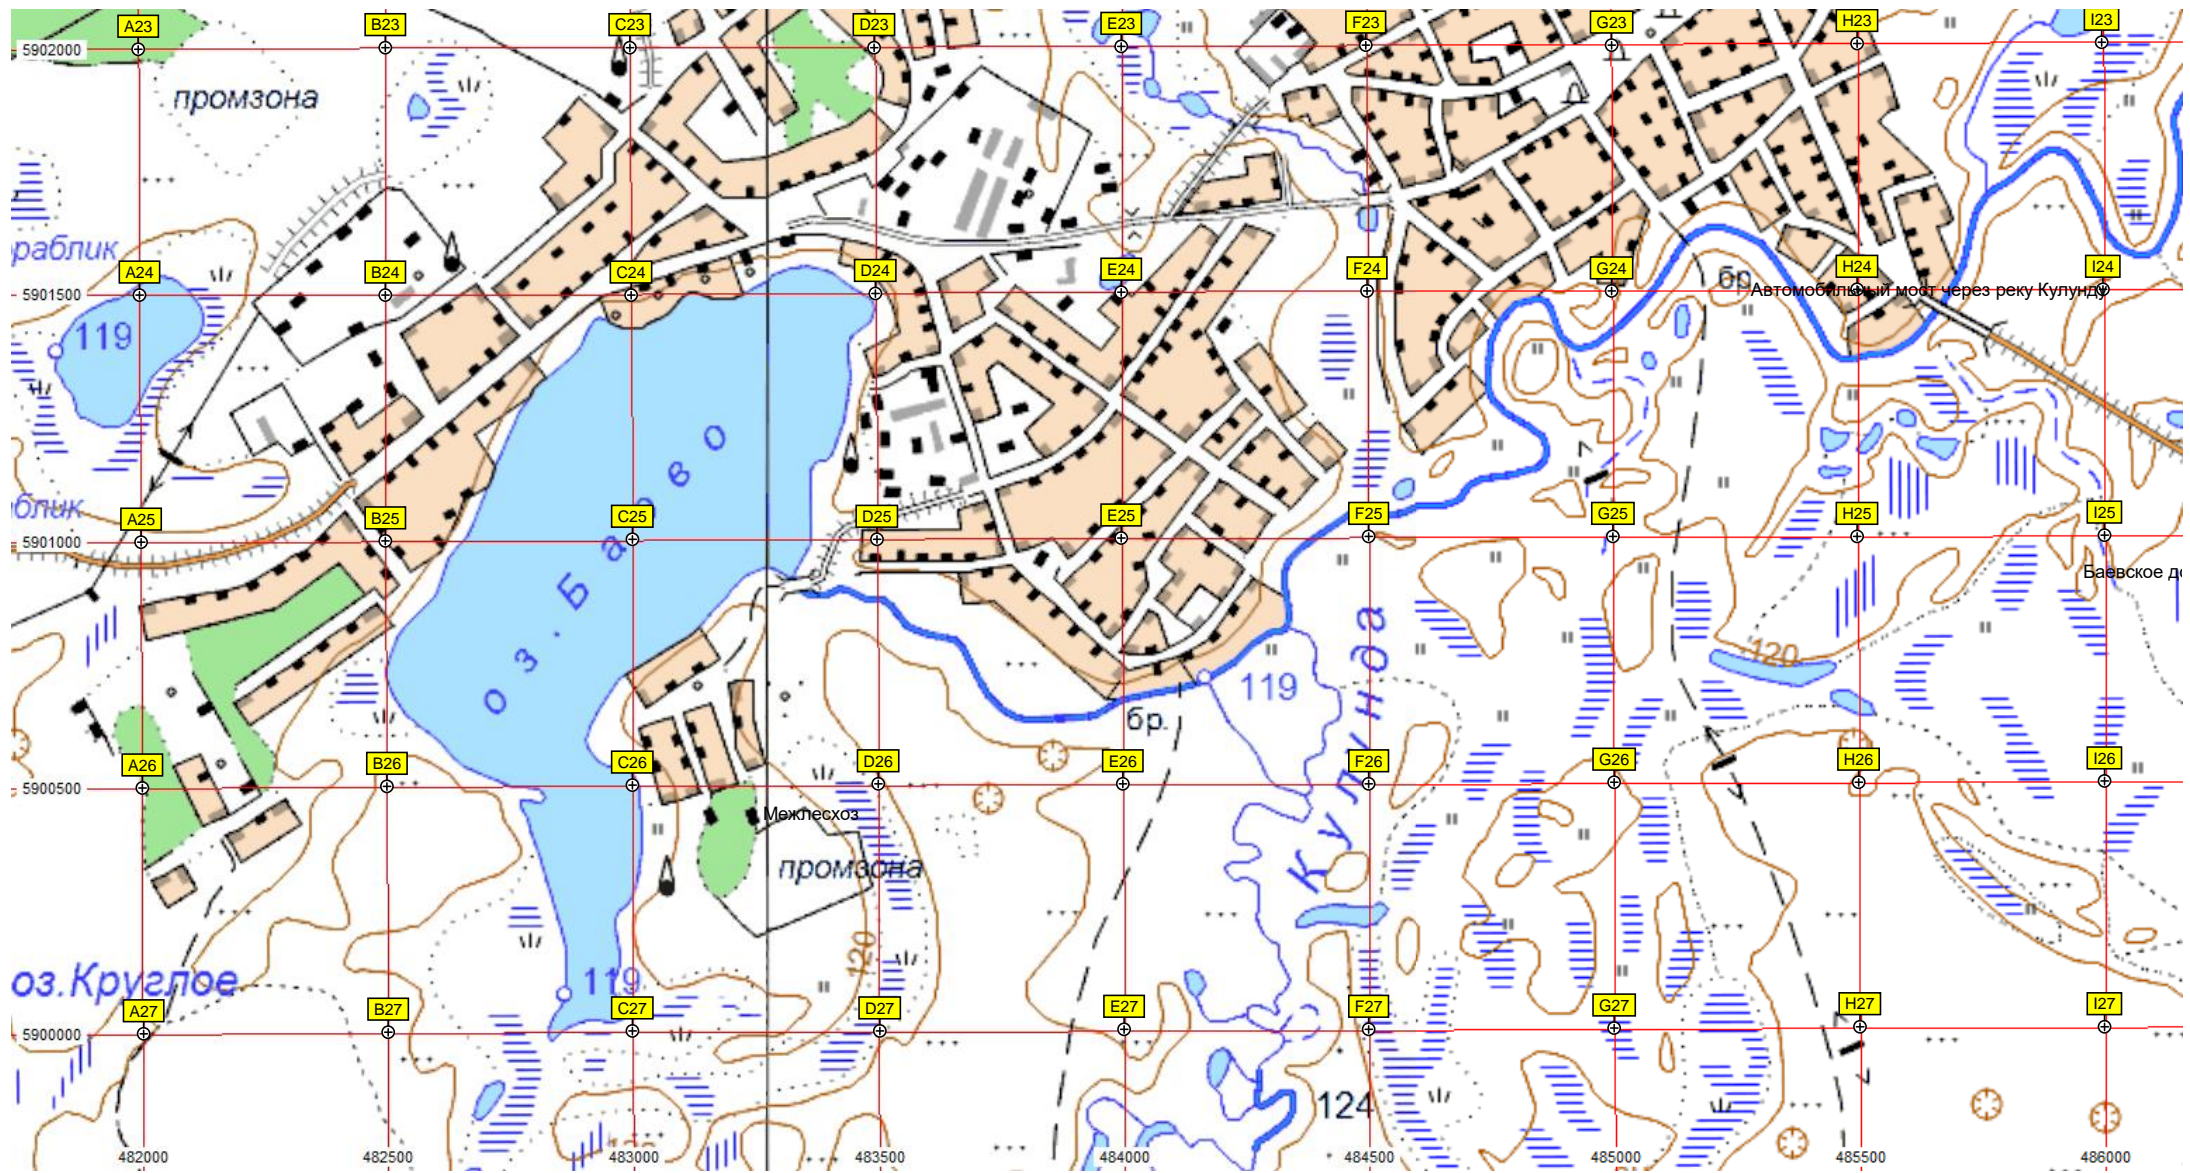 A23 B23 C23 D23 E23 F23 G23 H23 I23
5902000
промзона
раблик
A24 B24 C24 D24 E24 F24 G24 H24 I24
бр.
5901500
Автомобильный мост через реку Кулунду
119
блик
оз. Баево
A25 B25 C25 D25 E25 F25 G25 H25 I25
5901000
Баевское до
120
119
Кулунда
бр.
A26 B26 C26 D26 E26 F26 G26 H26 I26
5900500
Межлесхоз
промзона
120
оз.Круглое
119
A27 B27 C27 D27 E27 F27 G27 H27 I27
5900000
124
482000 482500 483000 483500 484000 484500 485000 485500 486000